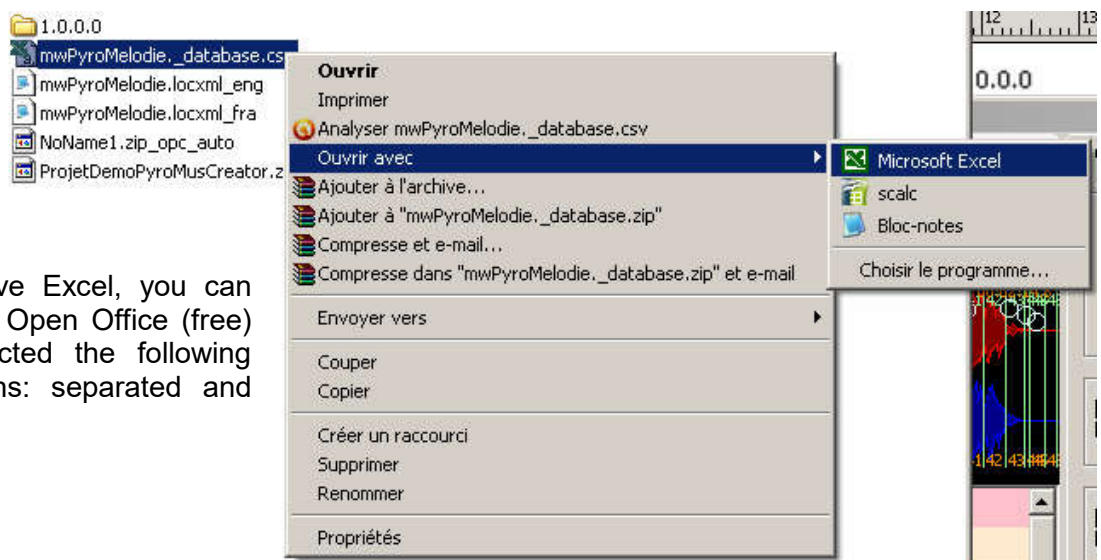 1.0.0.0
mwPyroMelodie._database.cs
mwPyroMelodie.locxml_eng
mwPyroMelodie.locxml_fra
NoName1.zip_opc_auto
ProjetDemoPyroMusCreator.z
Ouvrir
Imprimer
Analyser mwPyroMelodie._database.csv
Ouvrir avec
Ajouter à l'archive...
Ajouter à "mwPyroMelodie._database.zip"
Compresse et e-mail...
Compresse dans "mwPyroMelodie._database.zip" et e-mail
Envoyer vers
Couper
Copier
Créer un raccourci
Supprimer
Renommer
Propriétés
Microsoft Excel
scalc
Bloc-notes
Choisir le programme...
12 13
0.0.0
42 43
ve Excel, you can
Open Office (free)
cted the following
ns: separated and